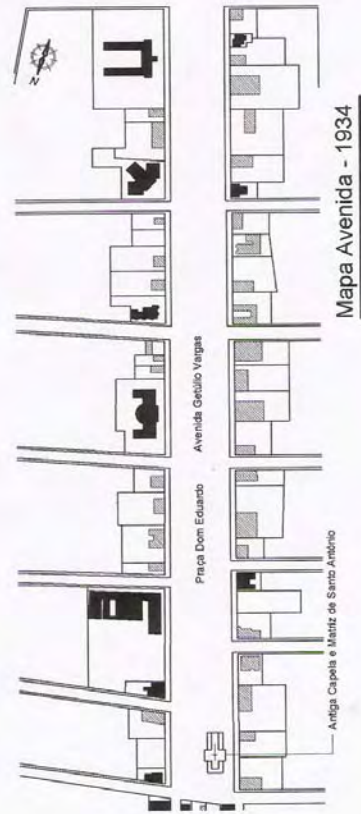 N
Avenida Getúlio Vargas
Praça Dom Eduardo
Antiga Capela e Matriz de Santo Antônio
Mapa Avenida - 1934